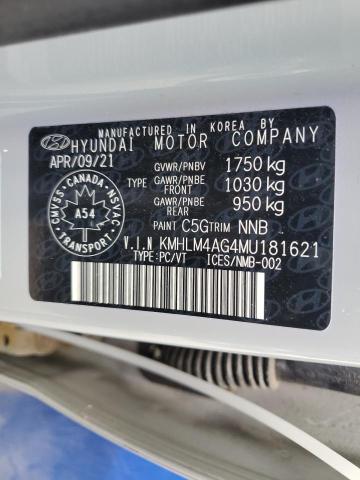 MANUFACTURED IN KOREA BY
HYUNDAI MOTOR COMPANY
APR/09/21
GVWR/PNBV 1750 kg
TYPE GAWR/PNBE FRONT 1030 kg
GAWR/PNBE REAR 950 kg
PAINT C5G TRIM NNB
V.I.N KMHLM4AG4MU181621
TYPE:PC/VT ICES/NMB-002
CMVSS - CANADA - NSVAC
A54
TRANSPORT